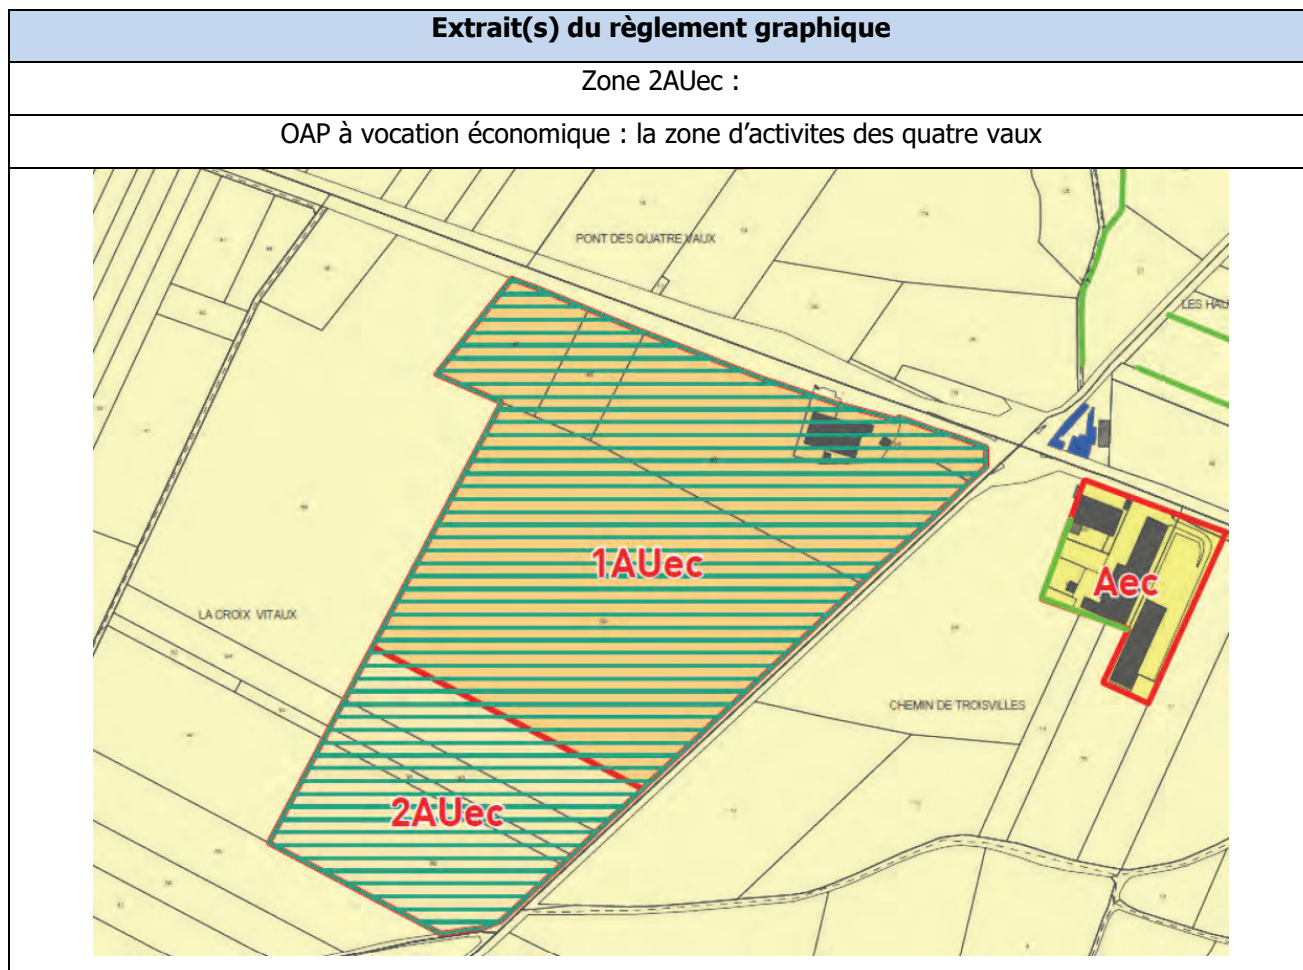 Extrait(s) du règlement graphique
Zone 2AUec :
OAP à vocation économique : la zone d'activites des quatre vaux
PONT DES QUATRE VAUX
LES HAU
1AUec
Aec
LA CROIX VITAUX
CHEMIN DE TROISVILLES
2AUec